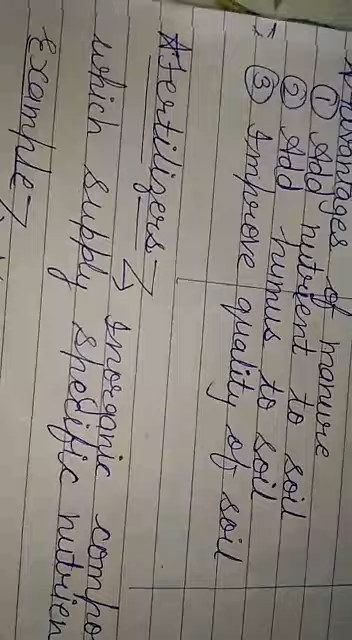 Advantages of manure
① Add nutrient to soil
② Add humus to soil
③ Improve quality of soil
* Fertilizers → Inorganic compo
which supply spesific nutrien
Example →